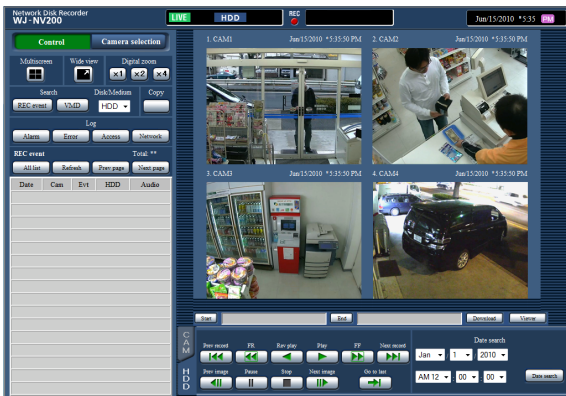 Network Disk Recorder
WJ-NV200
LIVE HDD REC Jun/15/2010 *5:35 PM
Control Camera selection
Multiscreen Wide view Digital zoom
×1 ×2 ×4
Search Disk/Medium Copy
REC event VMD HDD
Log
Alarm Error Access Network
REC event Total: **
All list Refresh Prev page Next page
Date Cam Evt HDD Audio
1. CAM1 Jun/15/2010 *5:35:50 PM
2. CAM2 Jun/15/2010 *5:35:50 PM
3. CAM3 Jun/15/2010 *5:35:50 PM
4. CAM4 Jun/15/2010 *5:35:50 PM
Start End Download Viewer
CAM
HDD
Prev record FR Rev play Play FF Next record
Prev image Pause Stop Next image Go to last
Date search
Jan 1 2010
AM 12 00 00 Date search